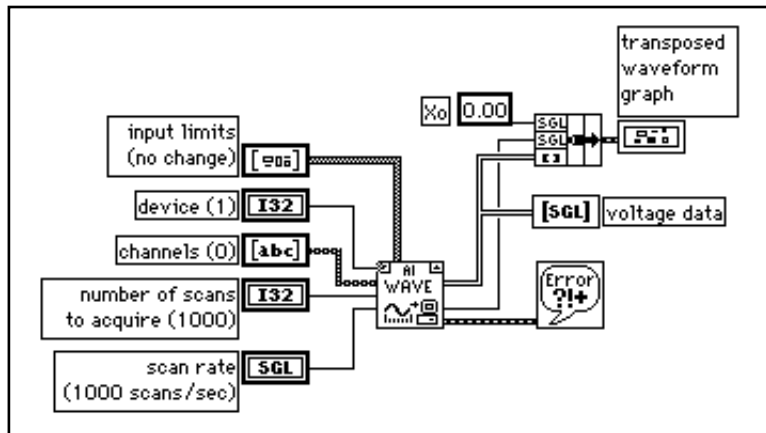 transposed
waveform
graph
Xo
0.00
SGL
SGL
[ ]
input limits
(no change)
device (1)
I32
channels (0)
[abc]
number of scans
to acquire (1000)
I32
scan rate
(1000 scans/sec)
SGL
AI
WAVE
[SGL]
voltage data
Error
?!+